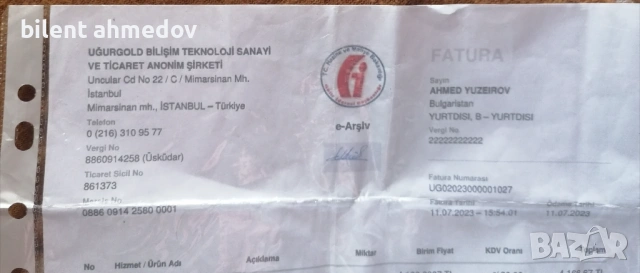 bilent ahmedov
UĞURGOLD BİLİŞİM TEKNOLOJİ SANAYİ
VE TİCARET ANONİM ŞİRKETİ
Uncular Cd No 22 / C / Mimarsinan Mh.
İstanbul
Mimarsinan mh., İSTANBUL – Türkiye
Telefon
0 (216) 310 95 77
Vergi No
8860914258 (Üsküdar)
Ticaret Sicil No
861373
Mersis No
0886 0914 2580 0001
e-Arşiv
FATURA
Sayın
AHMED YUZEIROV
Bulgaristan
YURTDISI, B – YURTDISI
Vergi No
22222222222
Fatura Numarası
UG02023000001027
Fatura Tarihi
11.07.2023 – 15:54:01
11.07.2023
No Hizmet / Ürün Adı Açıklama Miktar Birim Fiyat KDV Oranı
BAZAR